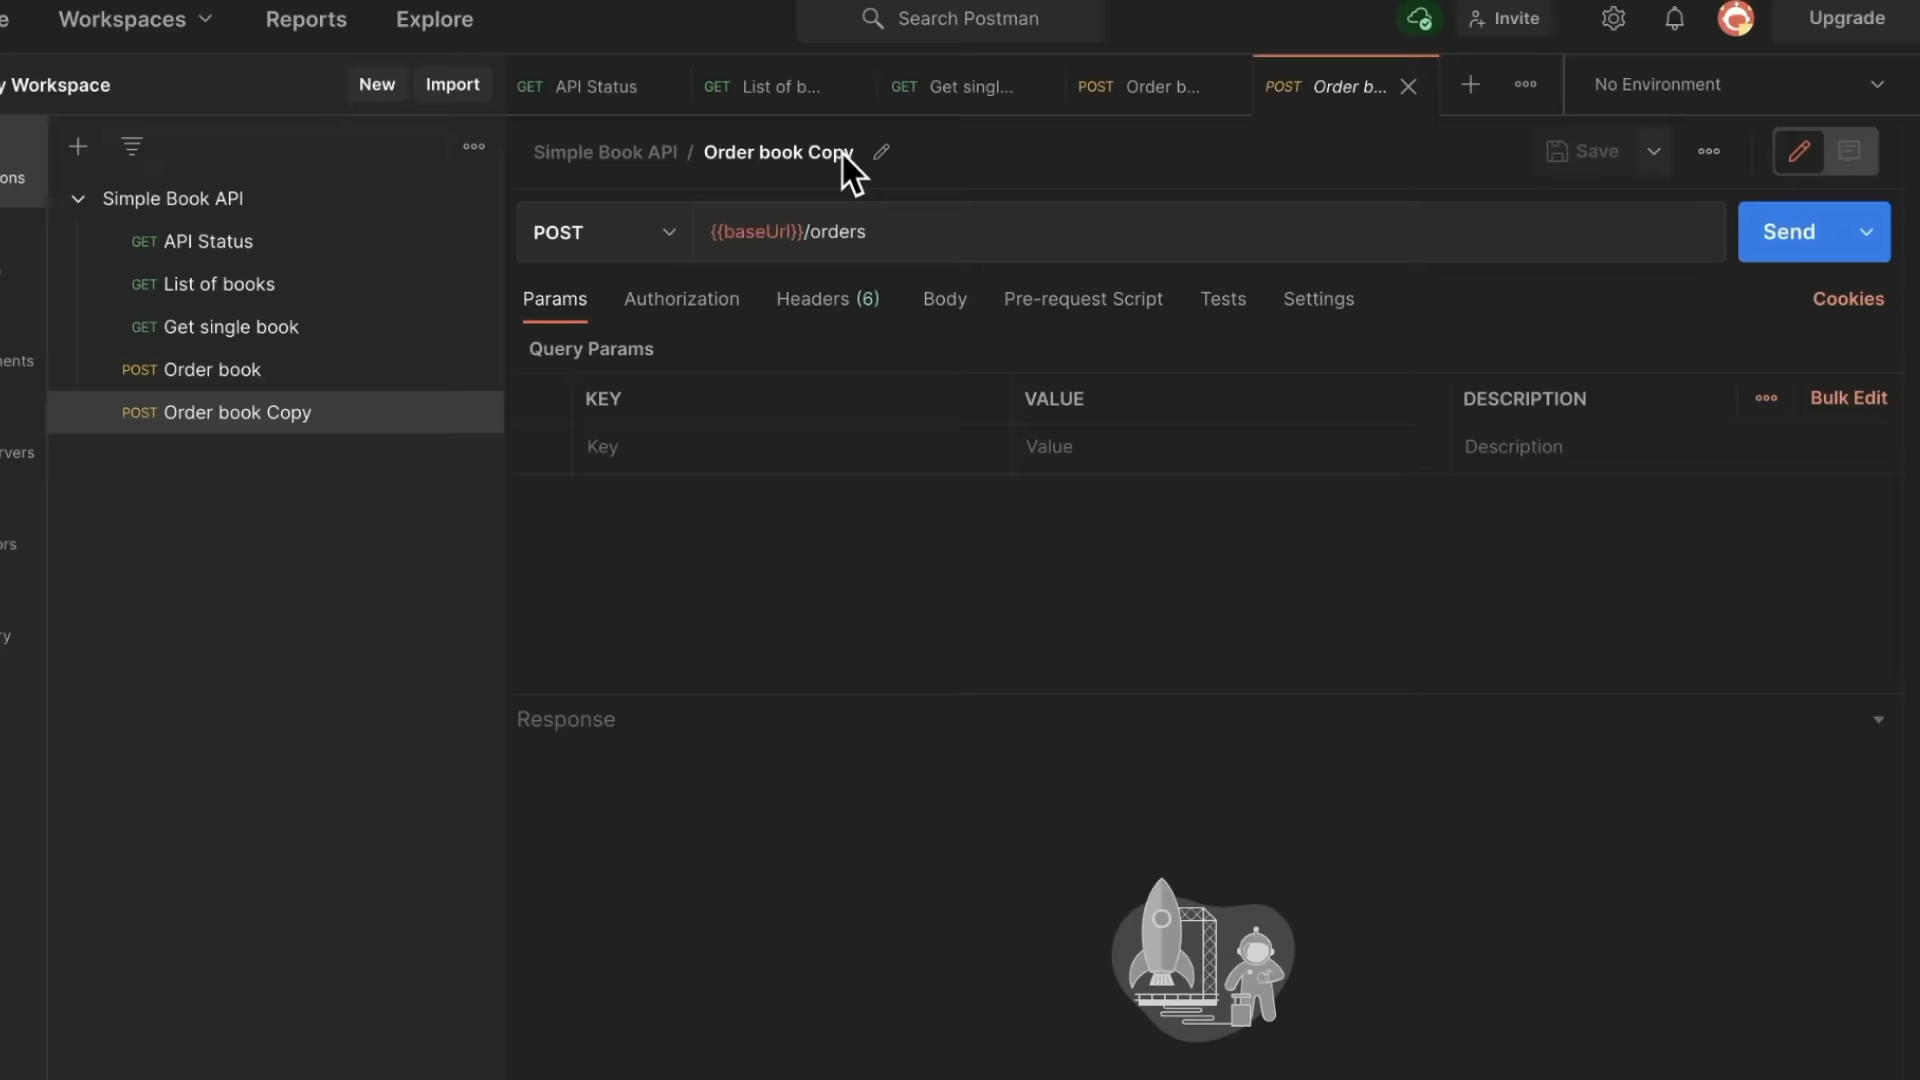 e Workspaces Reports Explore Search Postman Invite Upgrade
y Workspace New Import GET API Status GET List of b... GET Get singl... POST Order b... POST Order b... No Environment
Simple Book API / Order book Copy Save
ons
Simple Book API
GET API Status
GET List of books
GET Get single book
POST Order book
POST Order book Copy
nents
rvers
ors
ry
POST {{baseUrl}}/orders Send
Params Authorization Headers (6) Body Pre-request Script Tests Settings Cookies
Query Params
KEY VALUE DESCRIPTION Bulk Edit
Key Value Description
Response